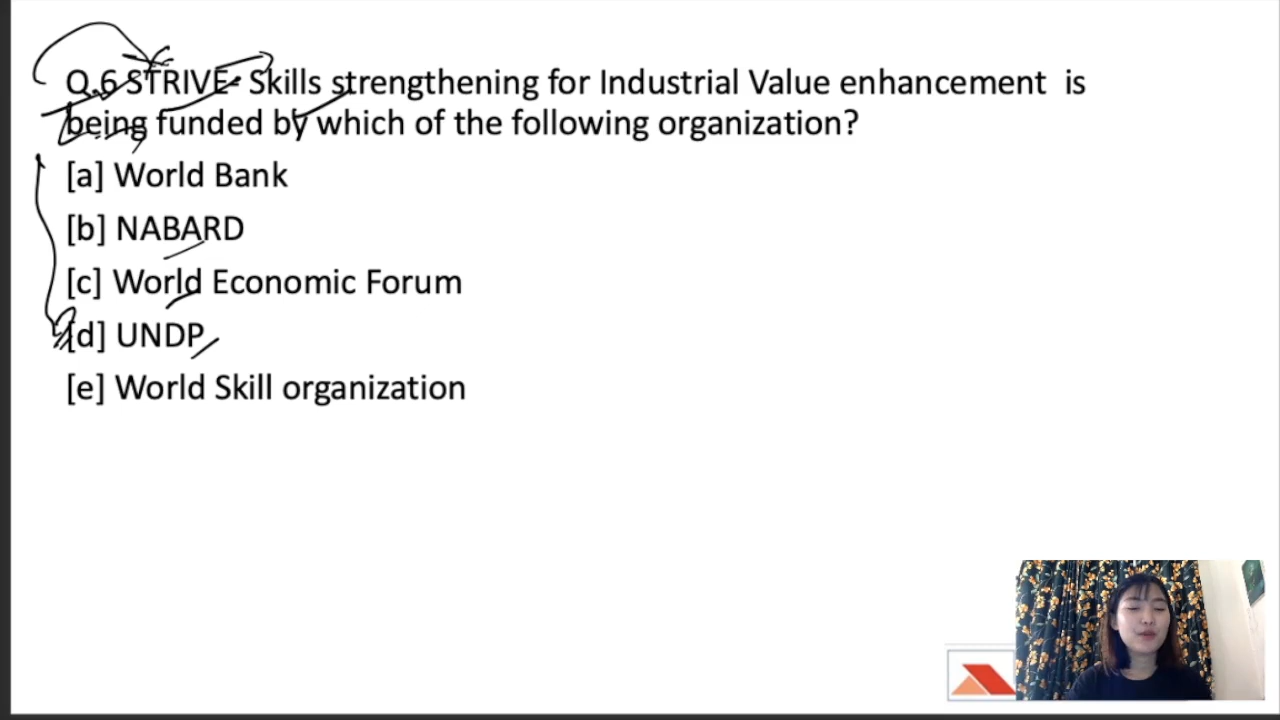 Q.6 STRIVE- Skills strengthening for Industrial Value enhancement is
being funded by which of the following organization?
[a] World Bank
[b] NABARD
[c] World Economic Forum
[d] UNDP
[e] World Skill organization